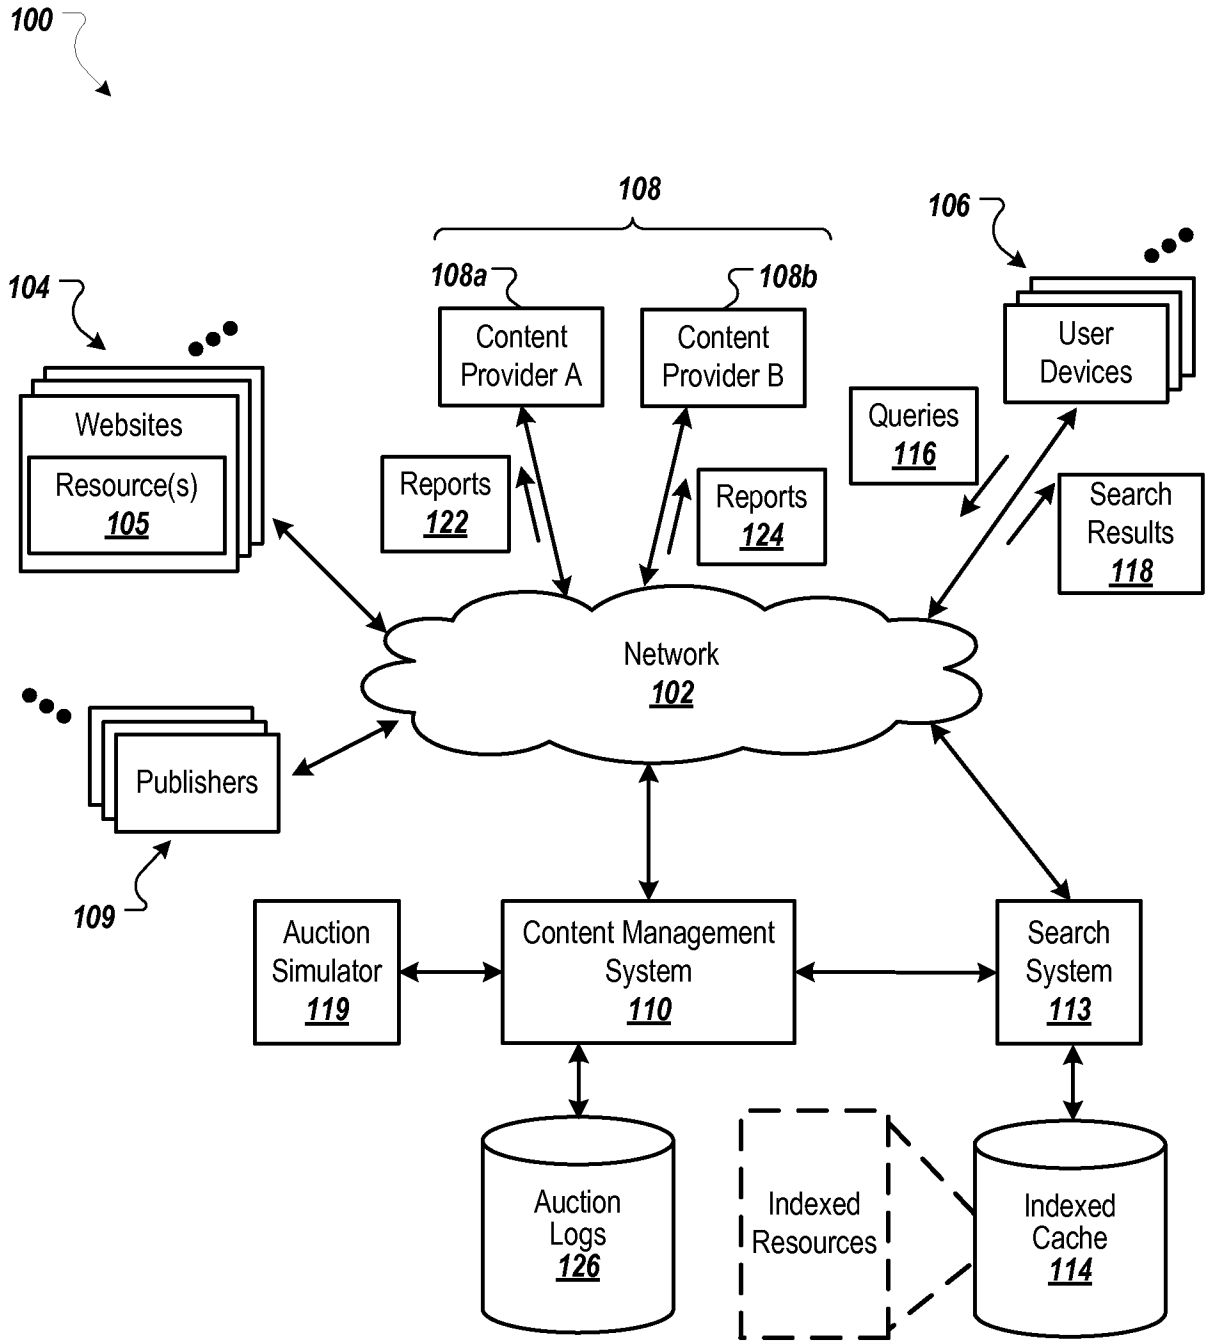 100
108
106
108a
108b
104
Content
Provider A
Content
Provider B
User
Devices
Websites
Resource(s)
105
Queries
116
Reports
122
Reports
124
Search
Results
118
Network
102
Publishers
109
Auction
Simulator
119
Content Management
System
110
Search
System
113
Auction
Logs
126
Indexed
Resources
Indexed
Cache
114